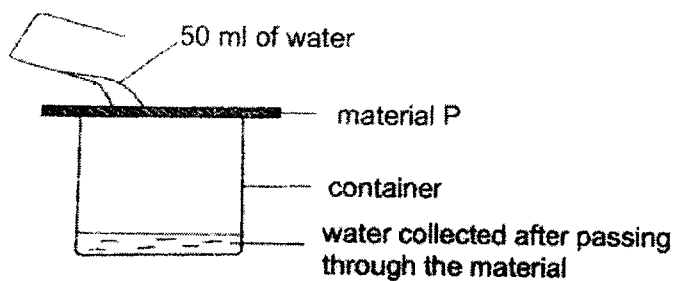 50 ml of water
material P
container
water collected after passing
through the material